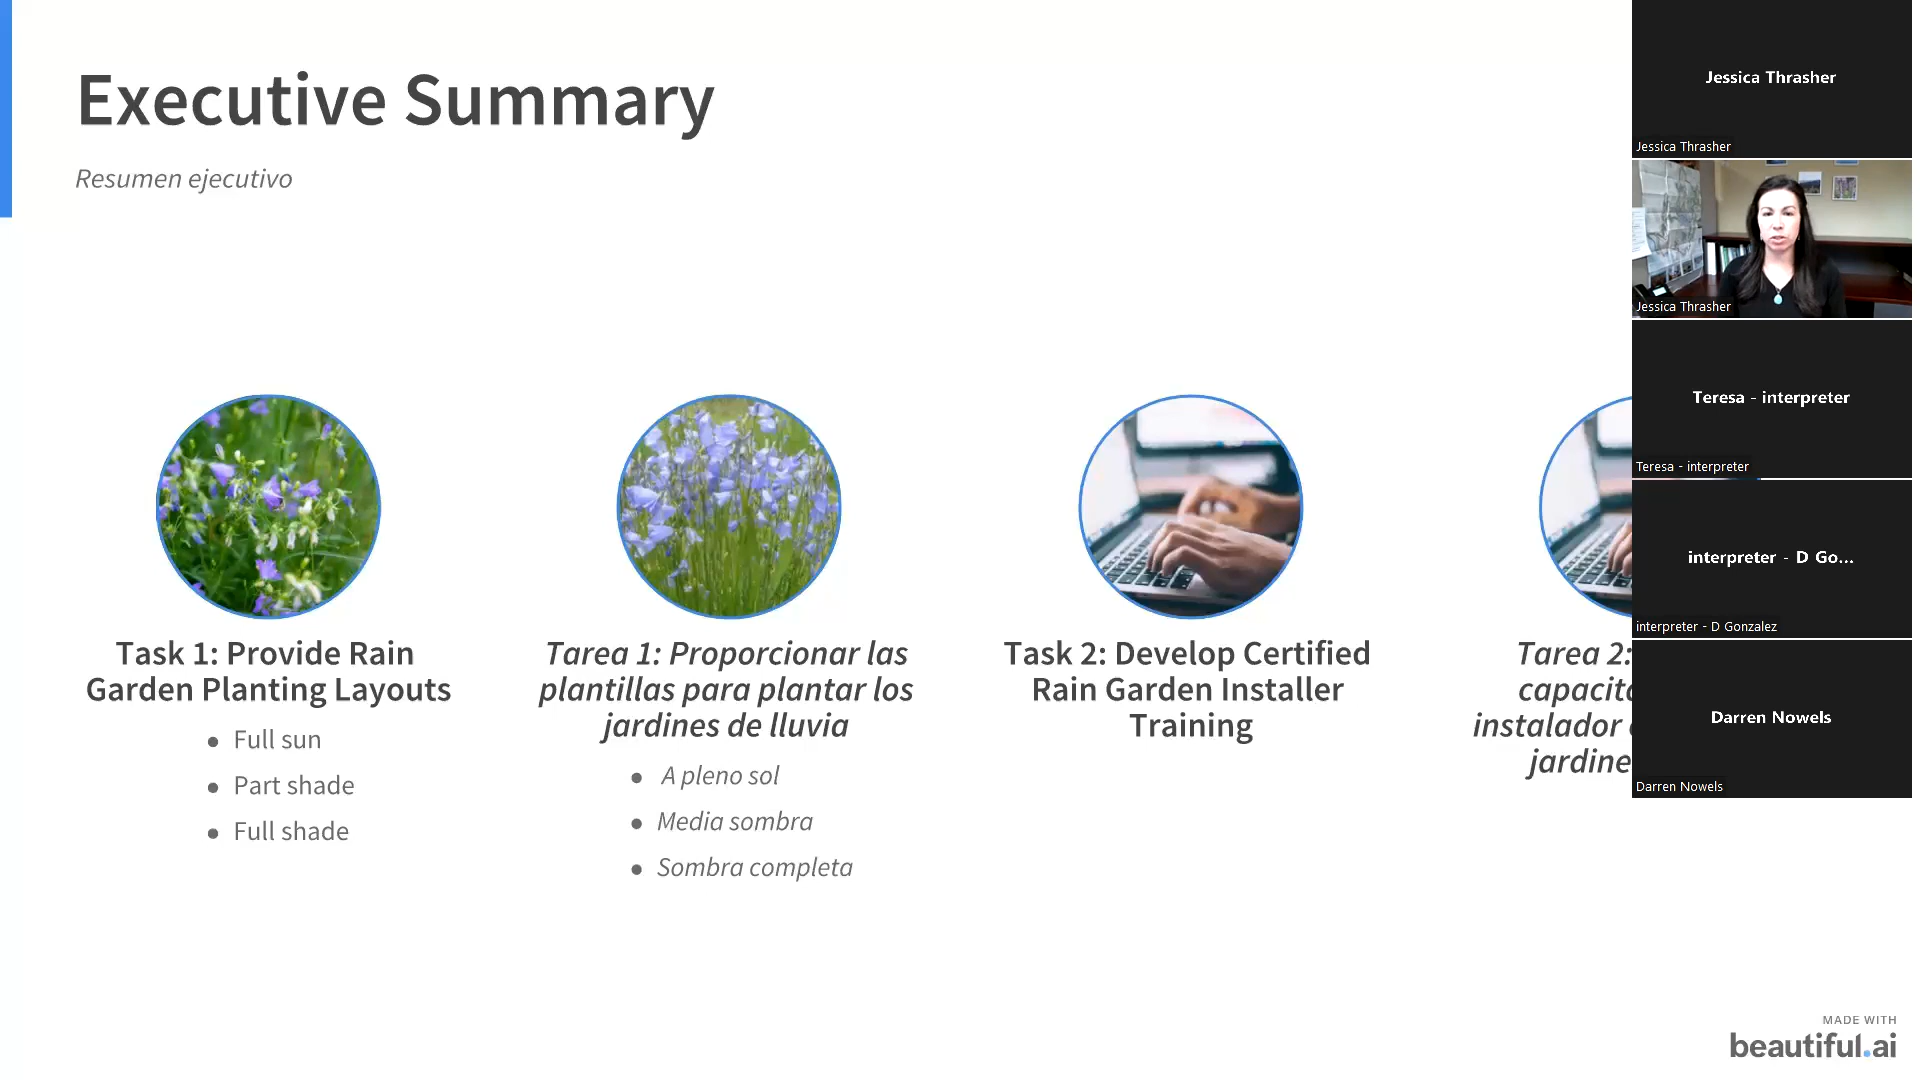 Executive Summary
Resumen ejecutivo
Task 1: Provide Rain
Garden Planting Layouts
● Full sun
● Part shade
● Full shade
Tarea 1: Proporcionar las
plantillas para plantar los
jardines de lluvia
● A pleno sol
● Media sombra
● Sombra completa
Task 2: Develop Certified
Rain Garden Installer
Training
Tarea 2:
instalador
Jessica Thrasher
Jessica Thrasher
Jessica Thrasher
Teresa - interpreter
Teresa - interpreter
interpreter - D Go...
interpreter - D Gonzalez
Darren Nowels
Darren Nowels
MADE WITH
beautiful.ai